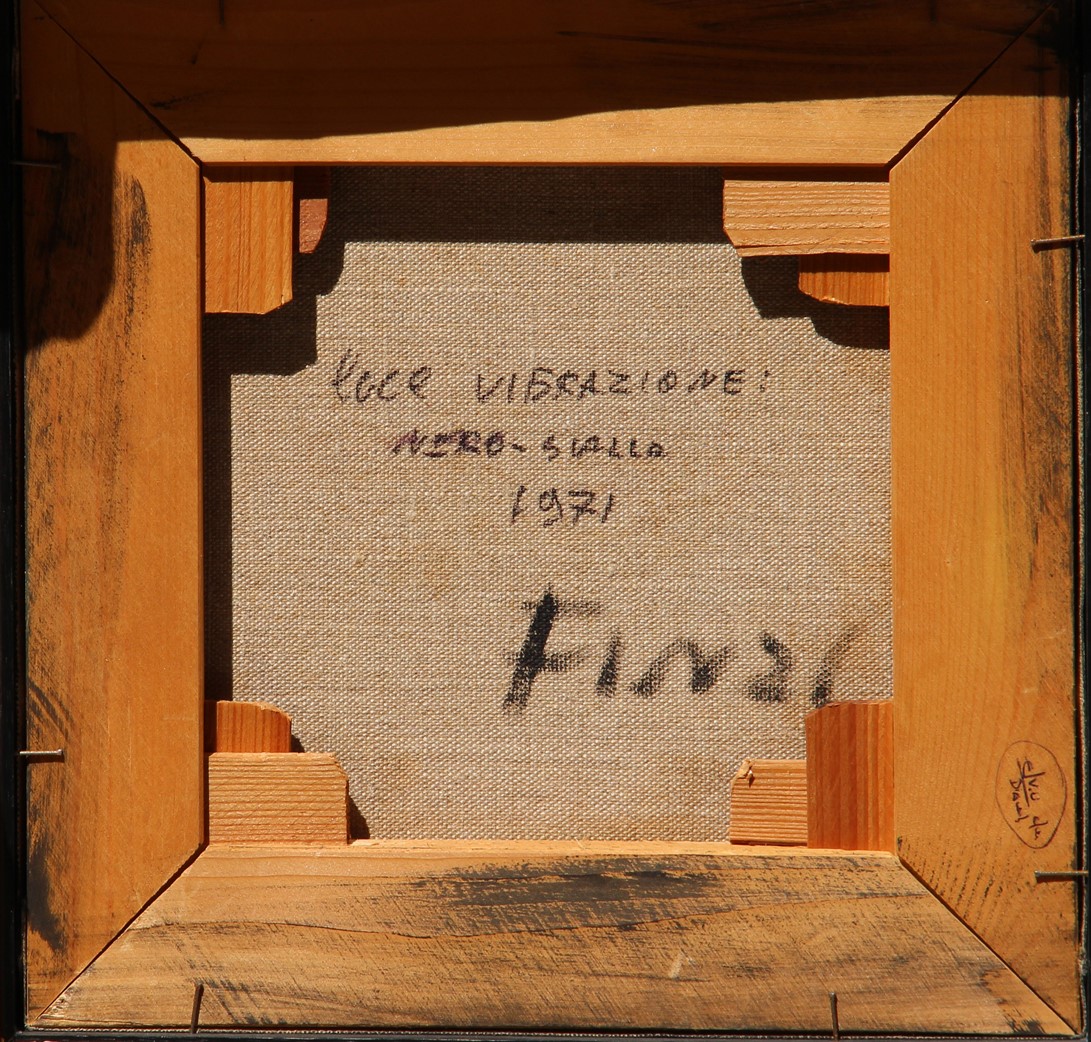 luce VIBRAZIONE:
NERO-GIALLO
1971
FINZI